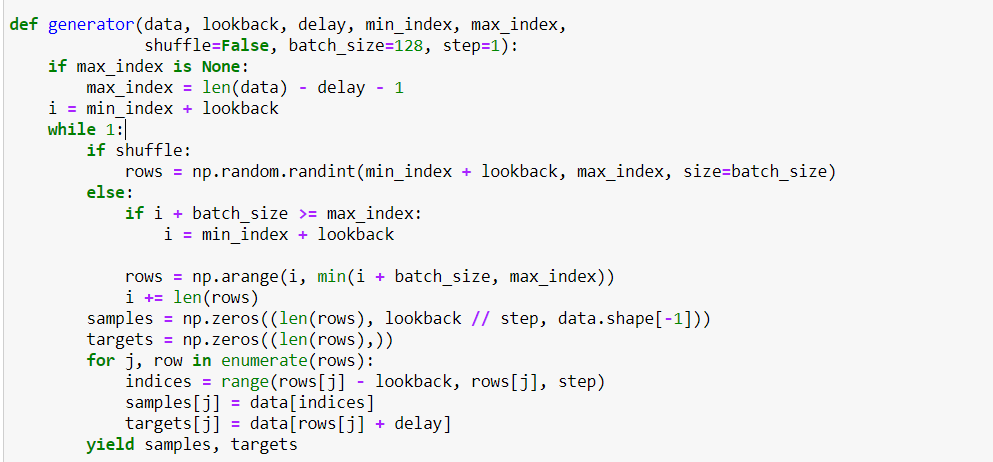 def generator(data, lookback, delay, min_index, max_index,
              shuffle=False, batch_size=128, step=1):
    if max_index is None:
        max_index = len(data) - delay - 1
    i = min_index + lookback
    while 1:
        if shuffle:
            rows = np.random.randint(min_index + lookback, max_index, size=batch_size)
        else:
            if i + batch_size >= max_index:
                i = min_index + lookback

            rows = np.arange(i, min(i + batch_size, max_index))
            i += len(rows)
        samples = np.zeros((len(rows), lookback // step, data.shape[-1]))
        targets = np.zeros((len(rows),))
        for j, row in enumerate(rows):
            indices = range(rows[j] - lookback, rows[j], step)
            samples[j] = data[indices]
            targets[j] = data[rows[j] + delay]
        yield samples, targets